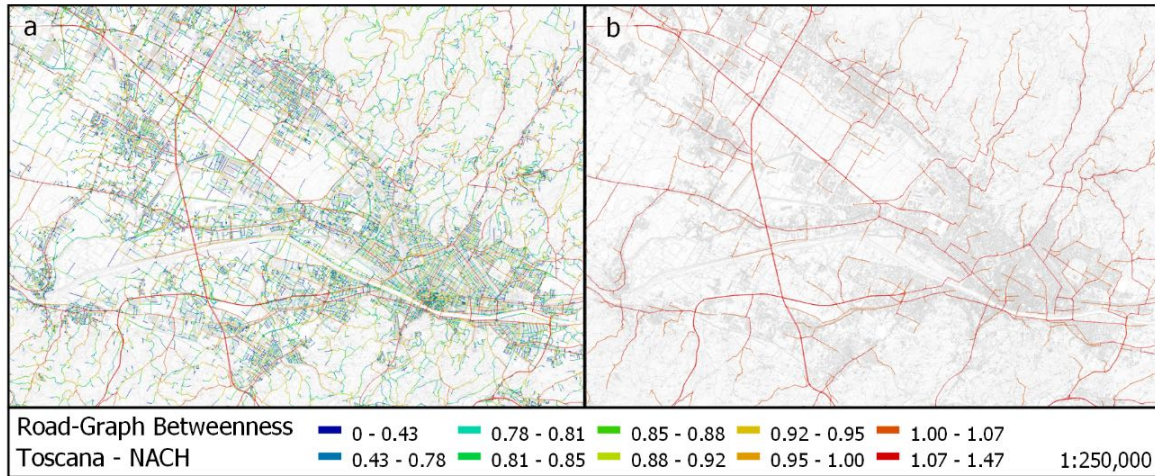 a
b
Road-Graph Betweenness
Toscana - NACH
0 - 0.43
0.78 - 0.81
0.85 - 0.88
0.92 - 0.95
1.00 - 1.07
0.43 - 0.78
0.81 - 0.85
0.88 - 0.92
0.95 - 1.00
1.07 - 1.47
1:250,000